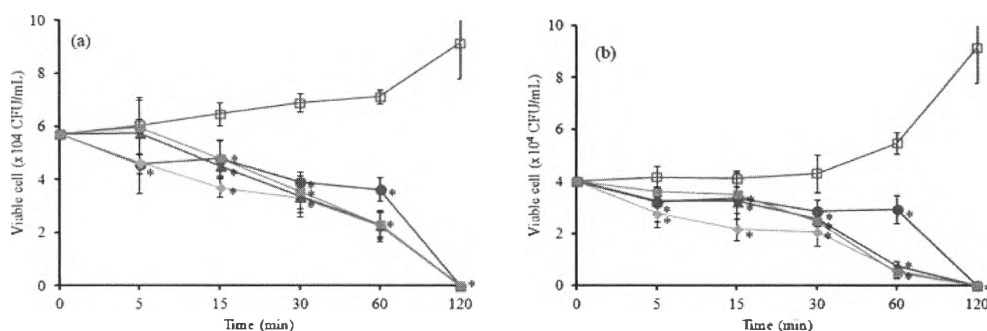 10
(a)
8
6
4
2
0
Viable cell (x104 CFU/mL)
0 5 15 30 60 120
Time (min)
* * * * * * * * * *
10
(b)
8
6
4
2
0
Viable cell (x10⁴ CFU/mL)
0 5 15 30 60 120
Time (min)
* * * * * * * * * * *